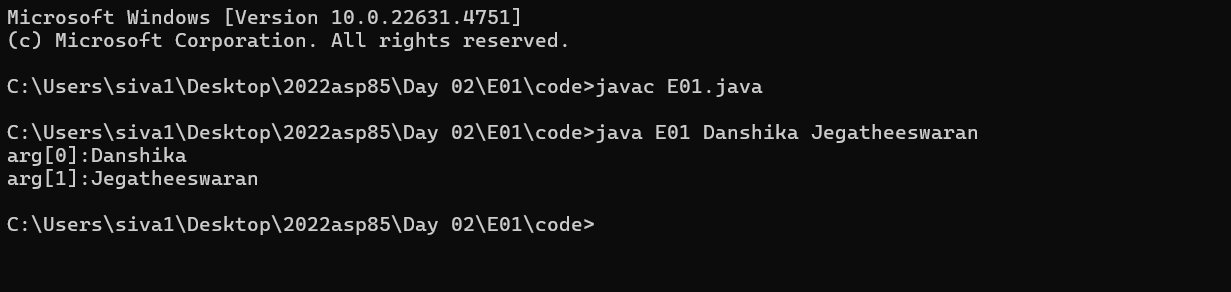 Microsoft Windows [Version 10.0.22631.4751]
(c) Microsoft Corporation. All rights reserved.
C:\Users\siva1\Desktop\2022asp85\Day 02\E01\code>javac E01.java
C:\Users\siva1\Desktop\2022asp85\Day 02\E01\code>java E01 Danshika Jegatheeswaran
arg[0]:Danshika
arg[1]:Jegatheeswaran
C:\Users\siva1\Desktop\2022asp85\Day 02\E01\code>